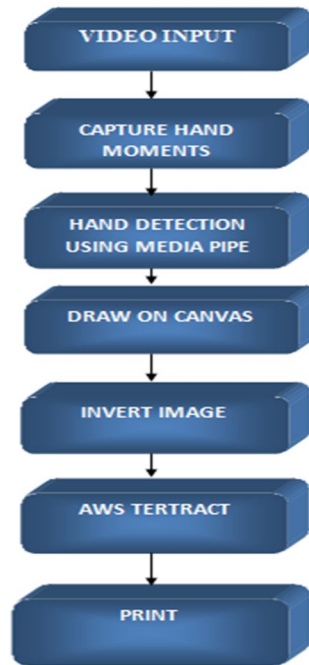 VIDEO INPUT
CAPTURE HAND
MOMENTS
HAND DETECTION
USING MEDIA PIPE
DRAW ON CANVAS
INVERT IMAGE
AWS TERTRACT
PRINT